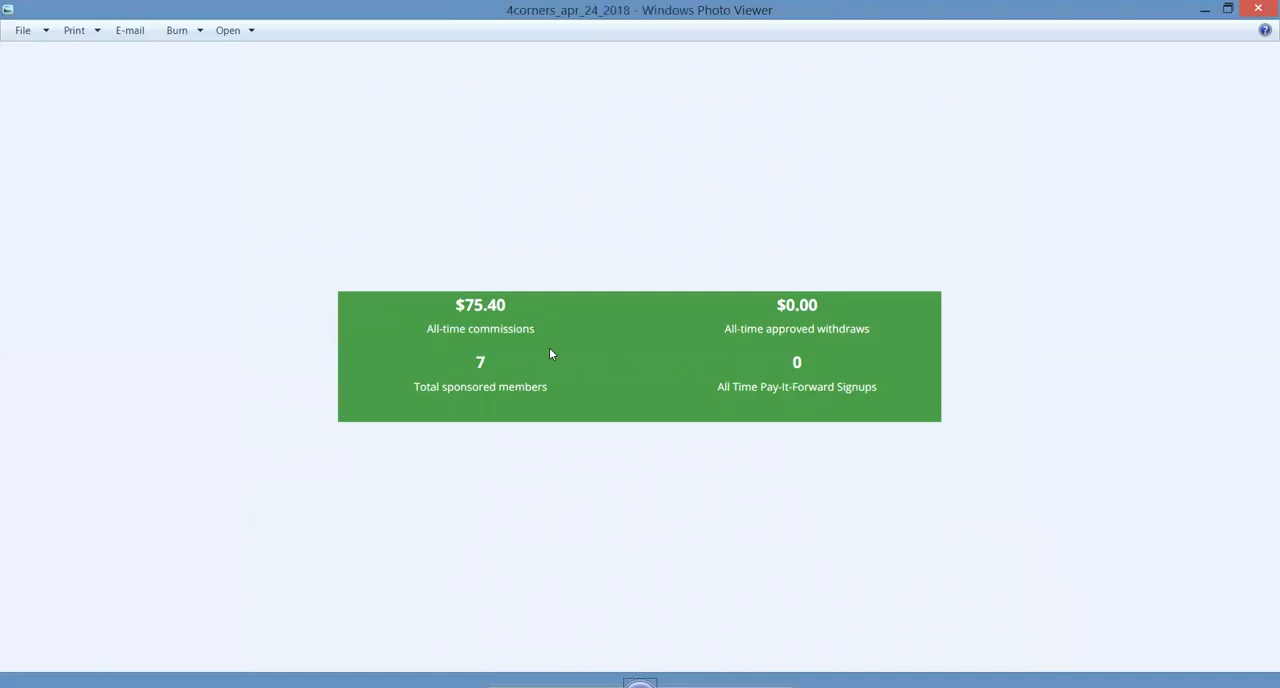 4corners_apr_24_2018 - Windows Photo Viewer
File Print E-mail Burn Open
$75.40 $0.00
All-time commissions All-time approved withdraws
7 0
Total sponsored members All Time Pay-It-Forward Signups